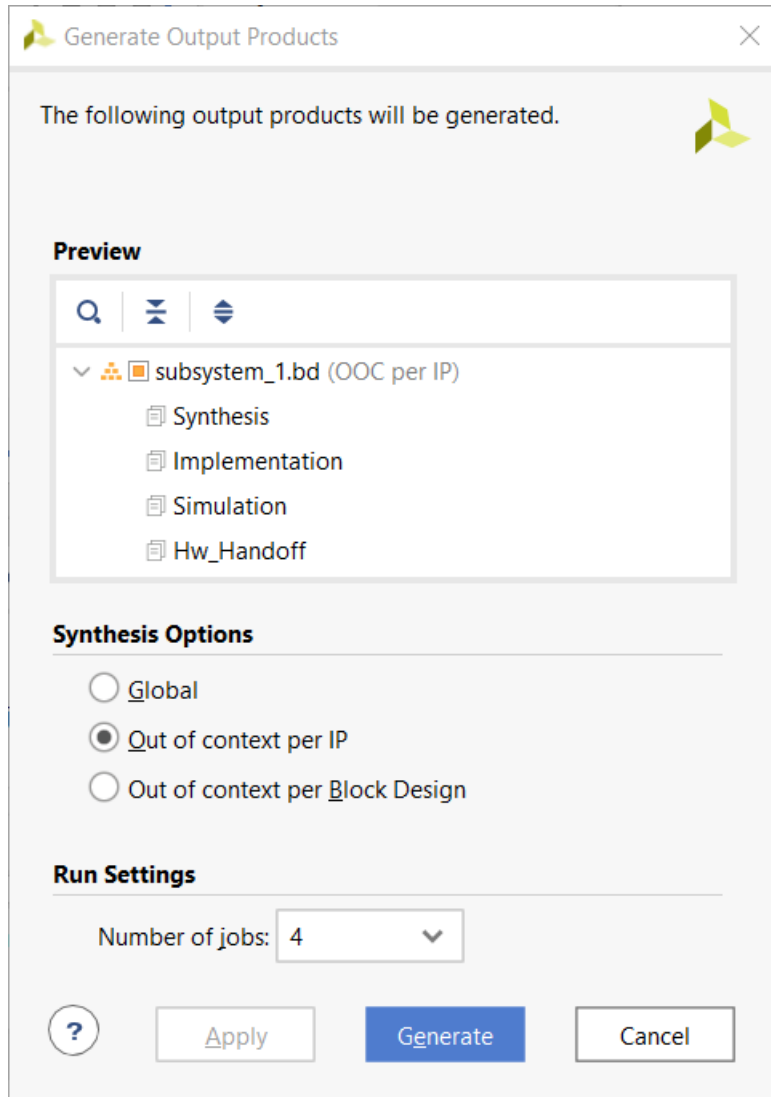 Generate Output Products
The following output products will be generated.
Preview
subsystem_1.bd (OOC per IP)
Synthesis
Implementation
Simulation
Hw_Handoff
Synthesis Options
Global
Out of context per IP
Out of context per Block Design
Run Settings
Number of jobs: 4
? Apply Generate Cancel